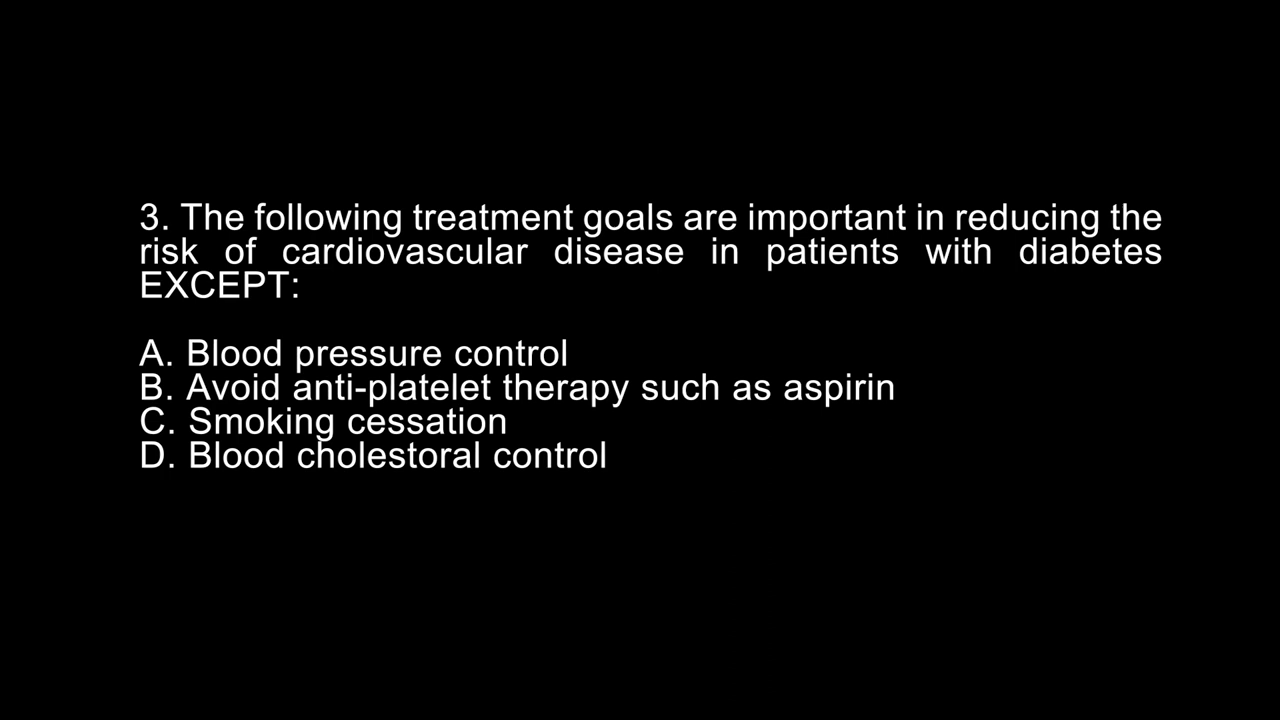 3. The following treatment goals are important in reducing the
risk of cardiovascular disease in patients with diabetes
EXCEPT:
A. Blood pressure control
B. Avoid anti-platelet therapy such as aspirin
C. Smoking cessation
D. Blood cholestoral control